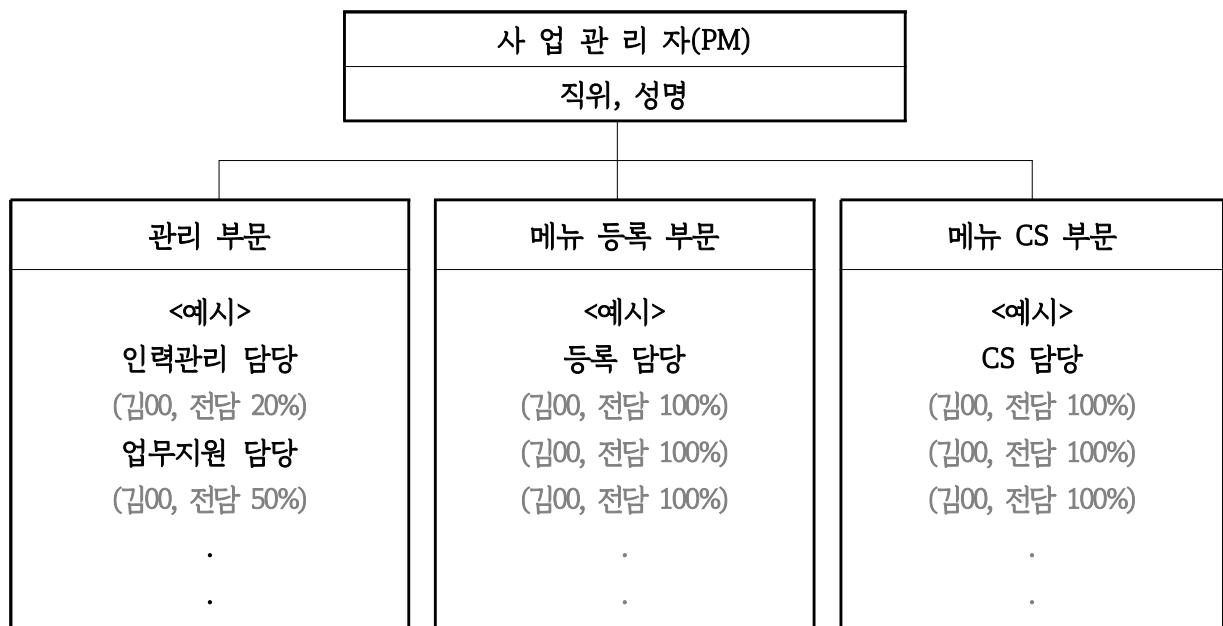 사 업 관 리 자(PM)
직위, 성명
관리 부문
<예시>
인력관리 담당
(김00, 전담 20%)
업무지원 담당
(김00, 전담 50%)
.
.
메뉴 등록 부문
<예시>
등록 담당
(김00, 전담 100%)
(김00, 전담 100%)
(김00, 전담 100%)
.
.
메뉴 CS 부문
<예시>
CS 담당
(김00, 전담 100%)
(김00, 전담 100%)
(김00, 전담 100%)
.
.